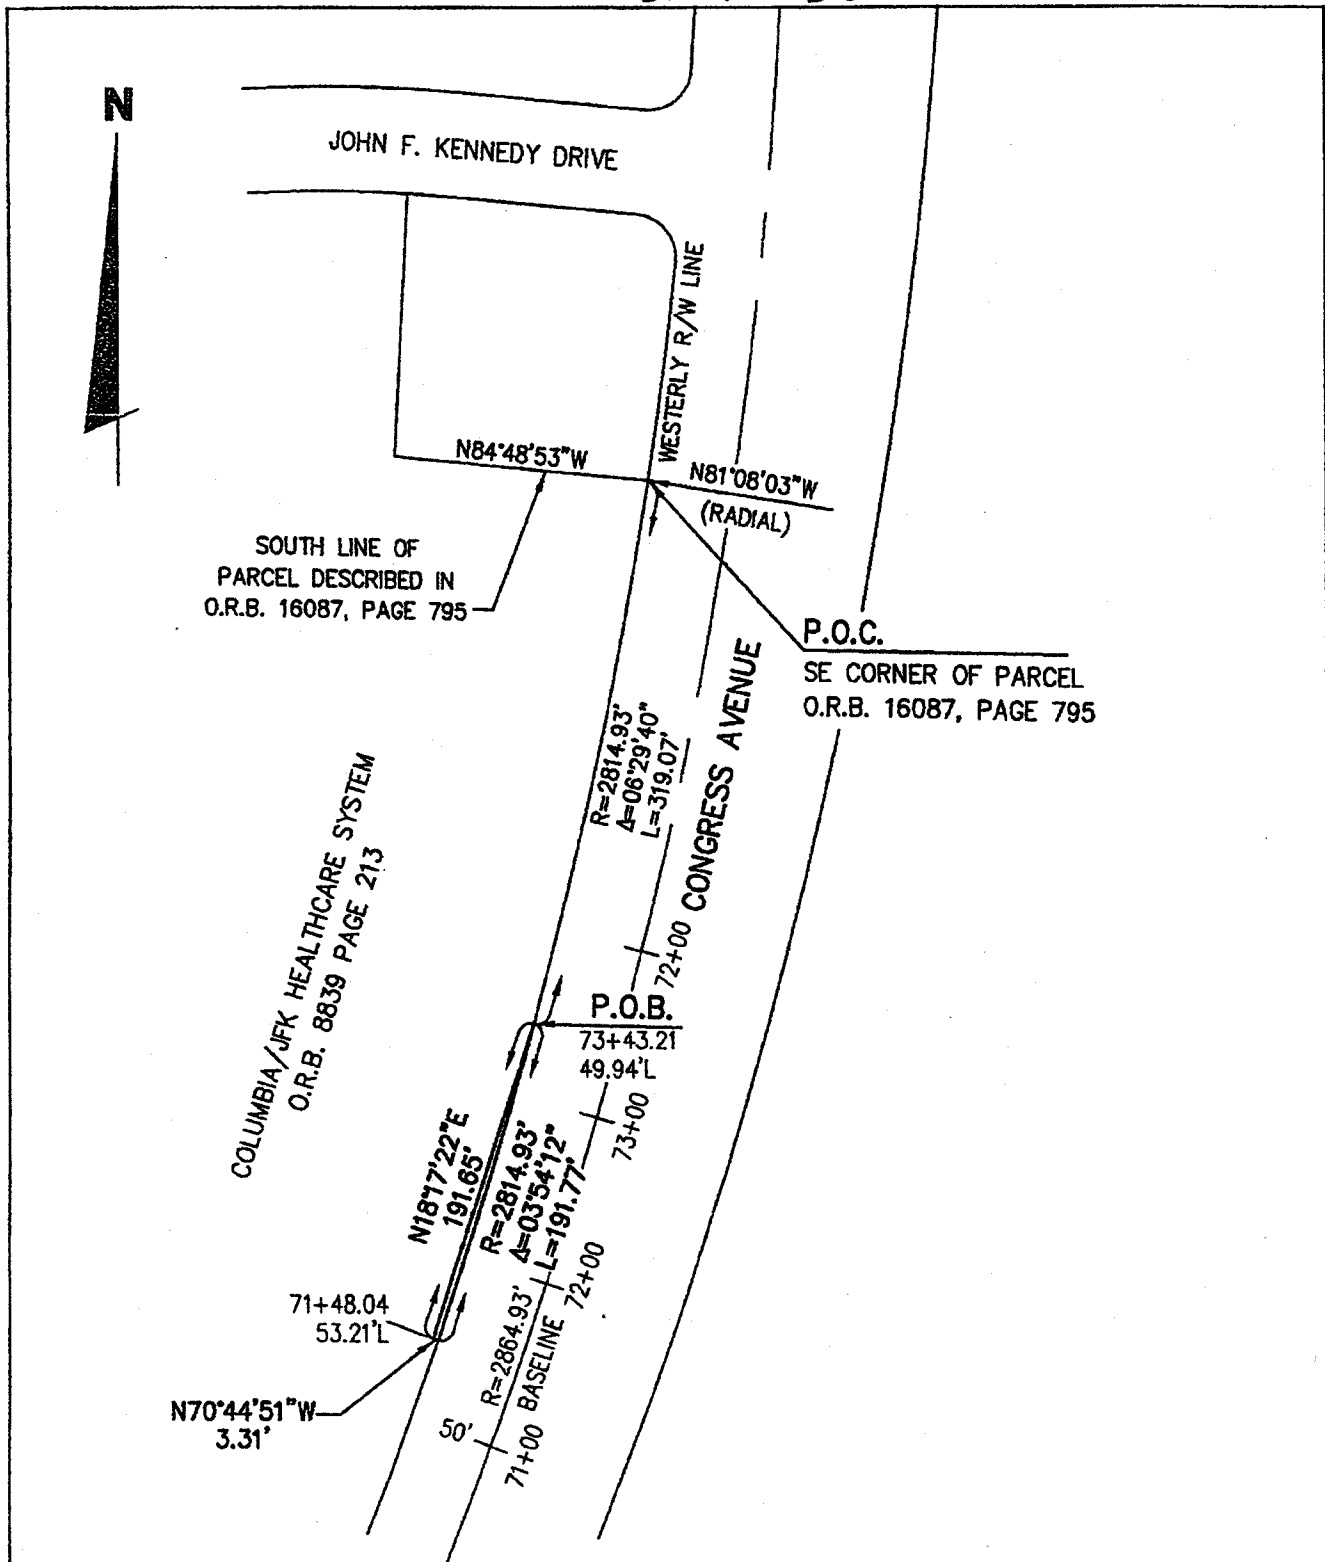 N
JOHN F. KENNEDY DRIVE
WESTERLY R/W LINE
N84°48'53"W
N81°08'03"W
(RADIAL)
SOUTH LINE OF
PARCEL DESCRIBED IN
O.R.B. 16087, PAGE 795
P.O.C.
SE CORNER OF PARCEL
O.R.B. 16087, PAGE 795
R=2814.93'
Δ=06°29'40"
L=319.07'
CONGRESS AVENUE
COLUMBIA/JFK HEALTHCARE SYSTEM
O.R.B. 8839 PAGE 213
72+00
P.O.B.
73+43.21
49.94'L
73+00
N18°17'22"E
191.65'
R=2814.93'
Δ=03°54'12"
L=191.77'
72+00
71+48.04
53.21'L
R=2864.93'
BASELINE
N70°44'51"W
3.31'
50'
71+00